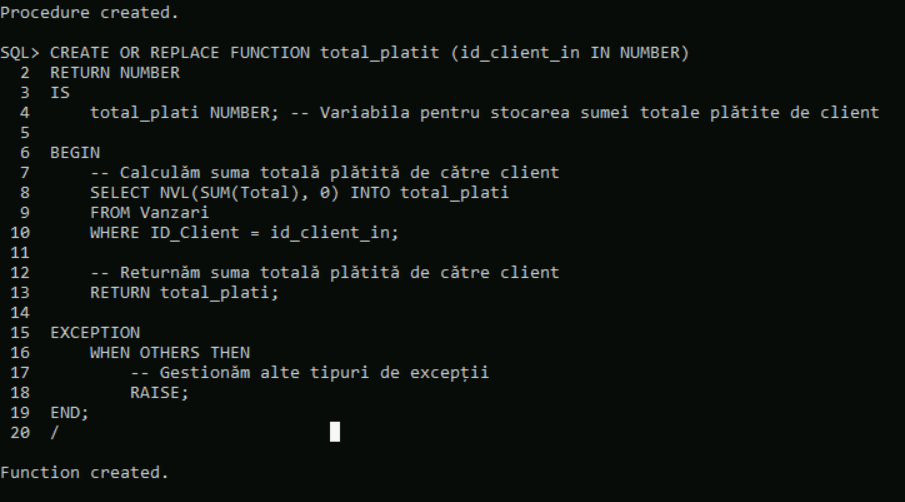 Procedure created.
SQL> CREATE OR REPLACE FUNCTION total_platit (id_client_in IN NUMBER)
  2  RETURN NUMBER
  3  IS
  4      total_plati NUMBER; -- Variabila pentru stocarea sumei totale plătite de client
  5
  6  BEGIN
  7      -- Calculăm suma totală plătită de către client
  8      SELECT NVL(SUM(Total), 0) INTO total_plati
  9      FROM Vanzari
 10      WHERE ID_Client = id_client_in;
 11
 12      -- Returnăm suma totală plătită de către client
 13      RETURN total_plati;
 14
 15  EXCEPTION
 16      WHEN OTHERS THEN
 17          -- Gestionăm alte tipuri de excepții
 18          RAISE;
 19  END;
 20  /
Function created.